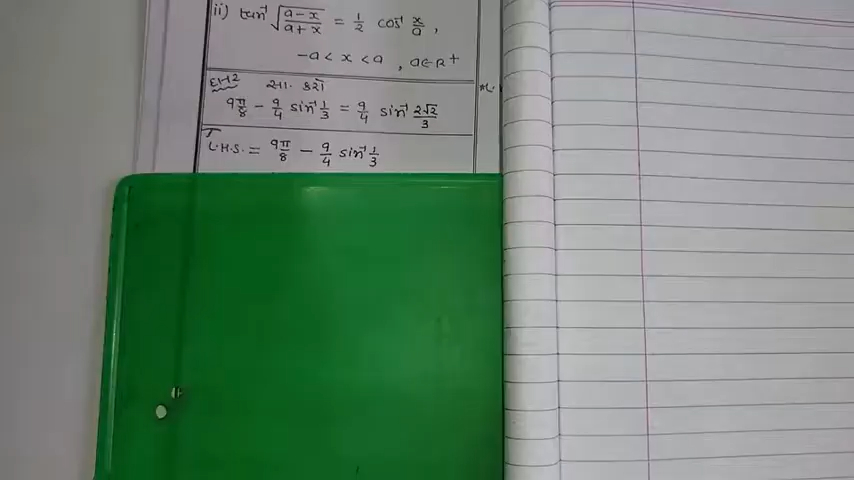 ii) tan⁻¹ √((a-x)/(a+x)) = 1/2 cos⁻¹ x/a ,
-a < x < a , a∈R⁺
સા. કરો
9π/8 - 9/4 sin⁻¹ 1/3 = 9/4 sin⁻¹ 2√2/3
L.H.S. = 9π/8 - 9/4 sin⁻¹ 1/3